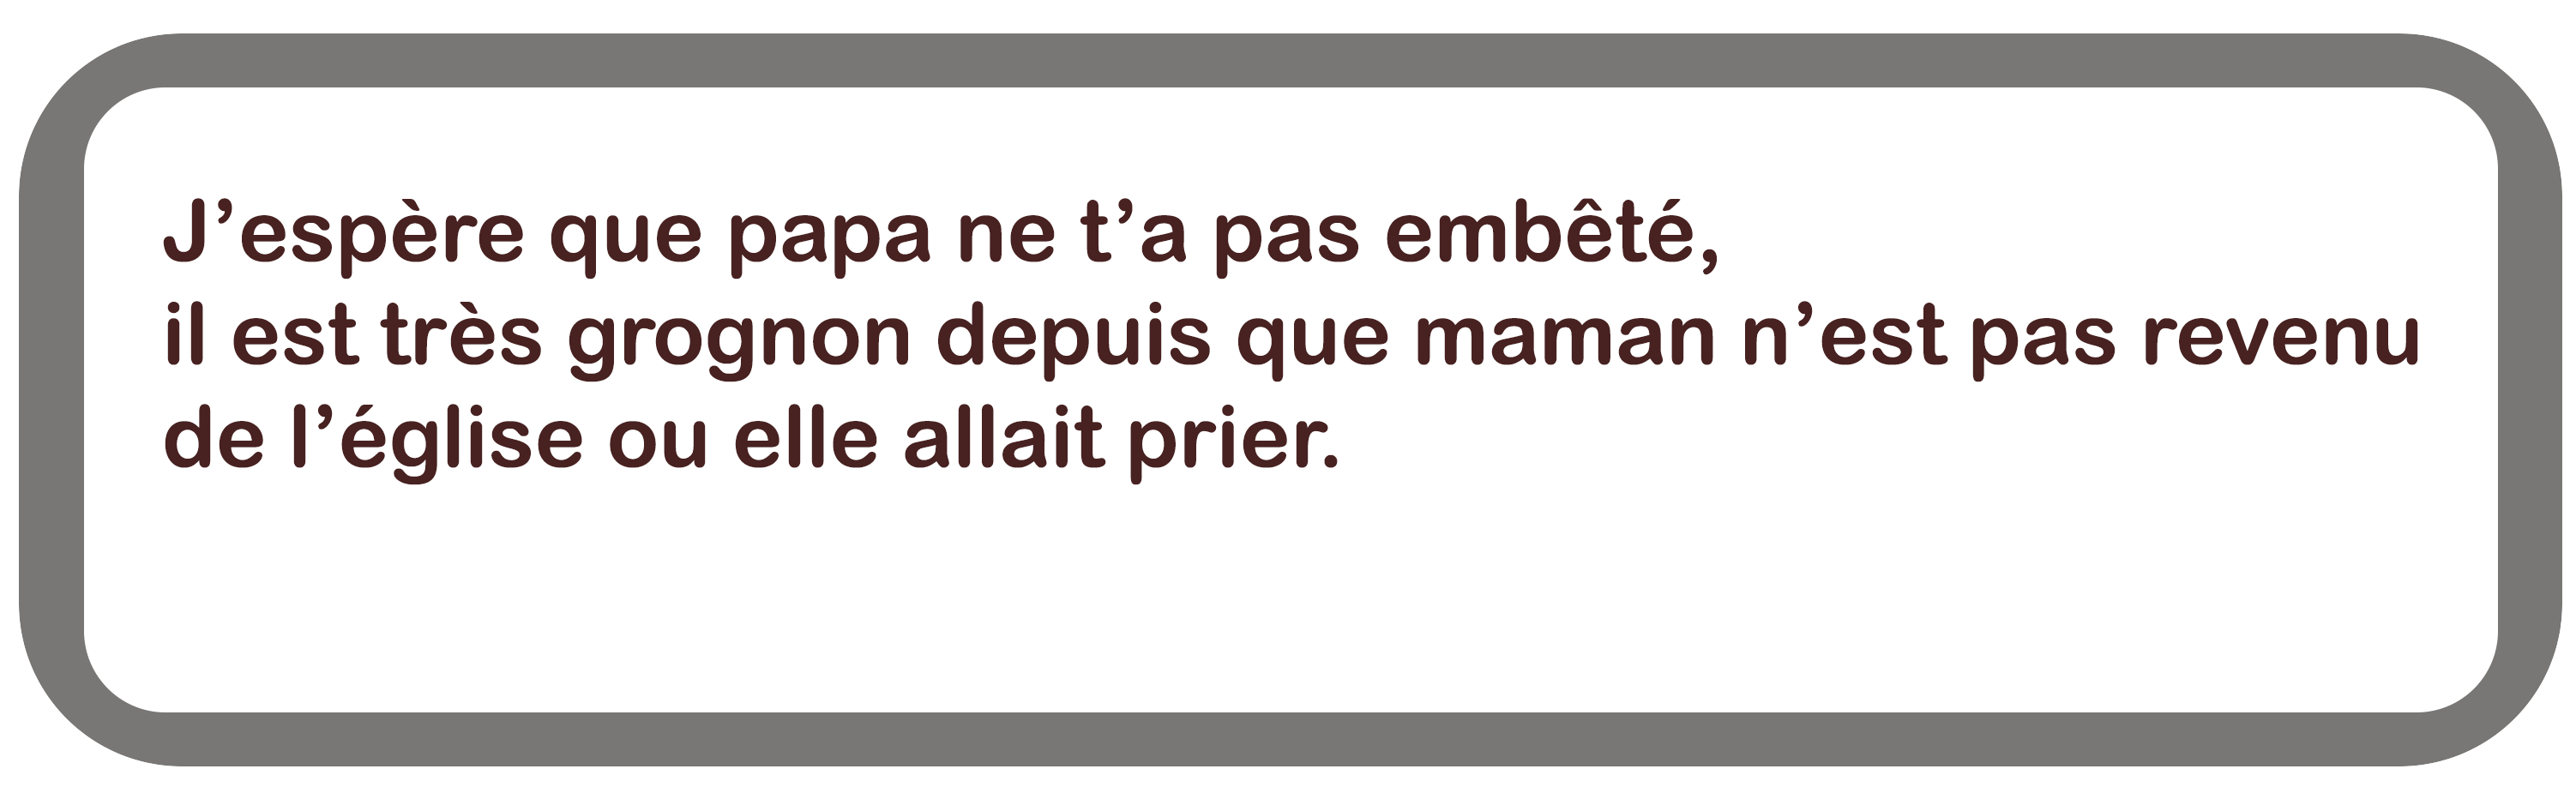 J’espère que papa ne t’a pas embêté,
il est très grognon depuis que maman n’est pas revenu
de l’église ou elle allait prier.